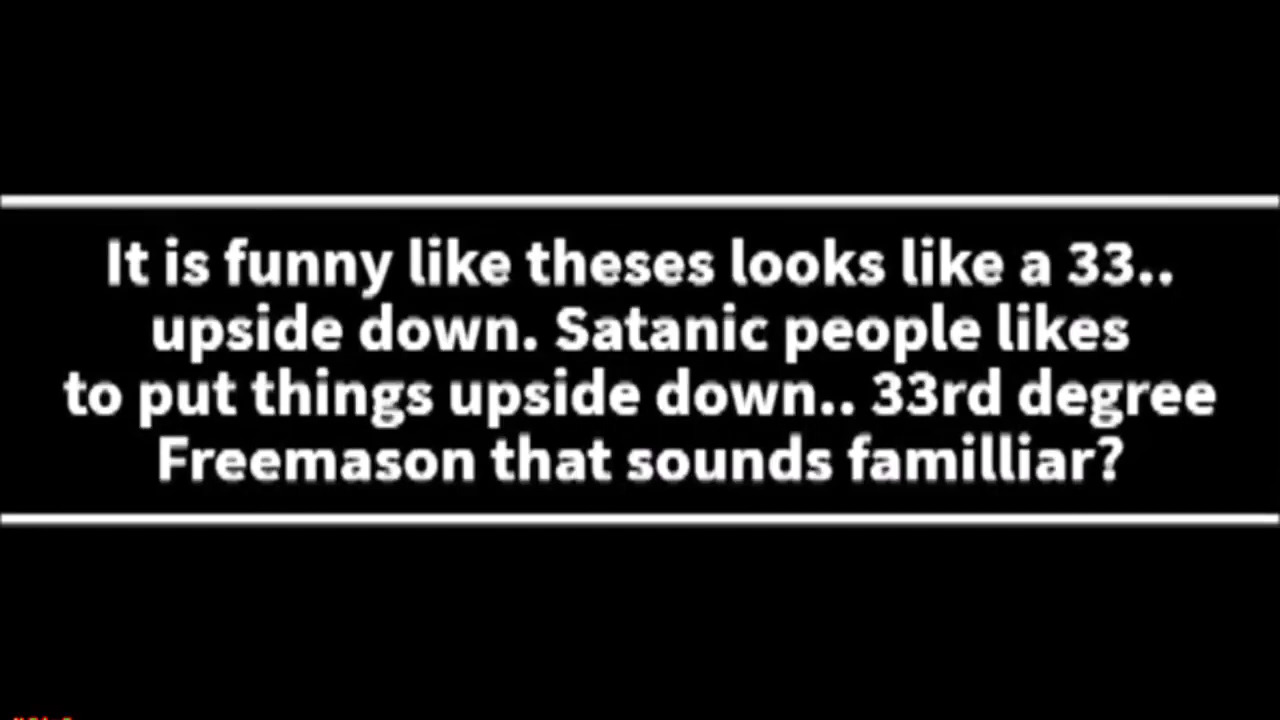 It is funny like theses looks like a 33..
upside down. Satanic people likes
to put things upside down.. 33rd degree
Freemason that sounds familliar?